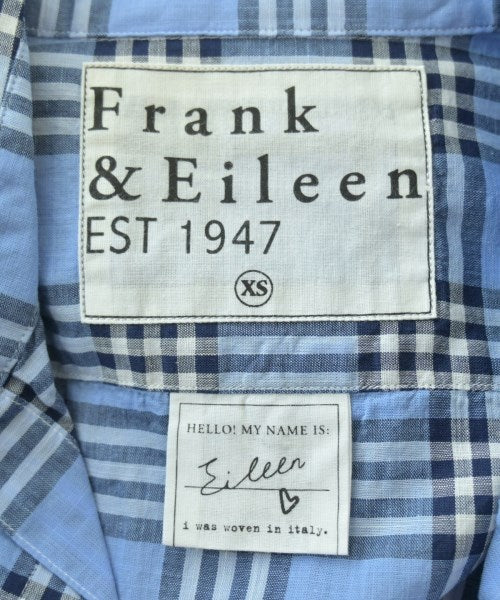 Frank
& Eileen
EST 1947
XS
HELLO! MY NAME IS:
Eileen
i was woven in italy.